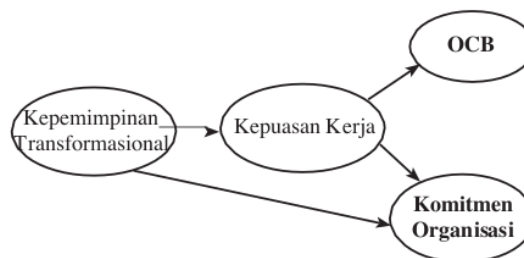 OCB
Kepemimpinan
Transformasional
Kepuasan Kerja
Komitmen
Organisasi